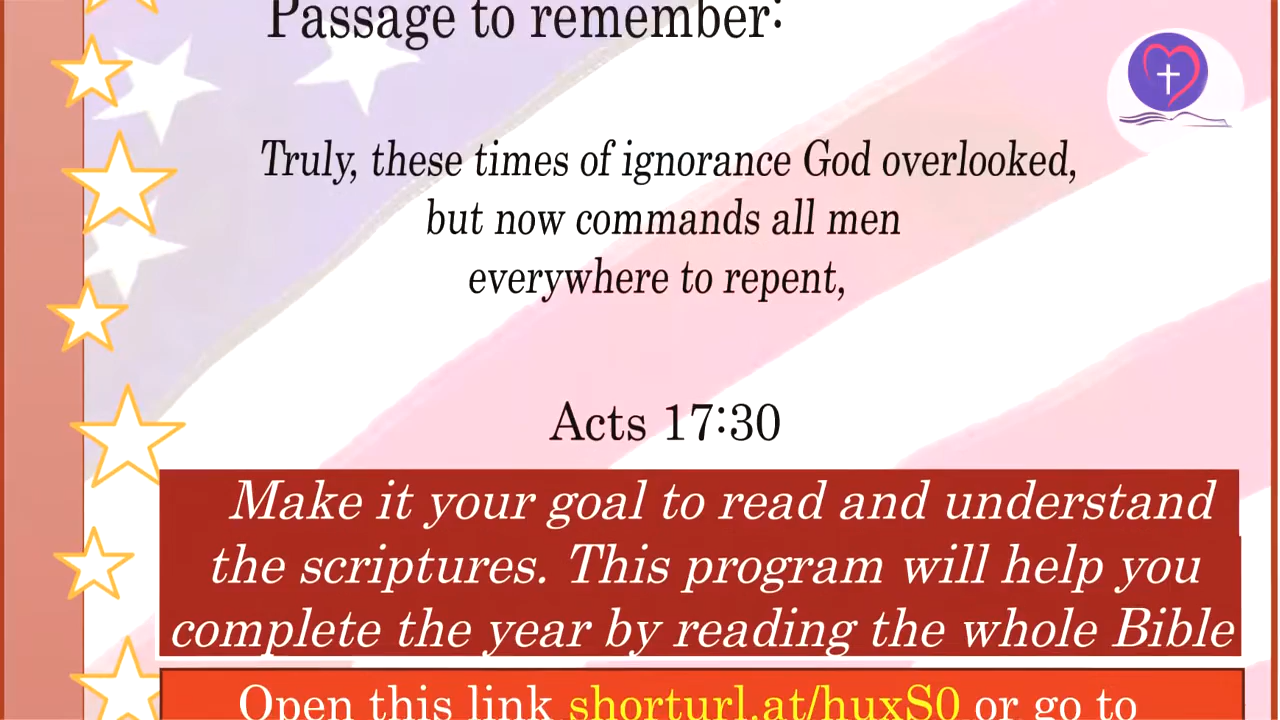 Passage to remember:
Truly, these times of ignorance God overlooked,
but now commands all men
everywhere to repent,
Acts 17:30
Make it your goal to read and understand
the scriptures. This program will help you
complete the year by reading the whole Bible
Open this link shorturl.at/huxS0 or go to